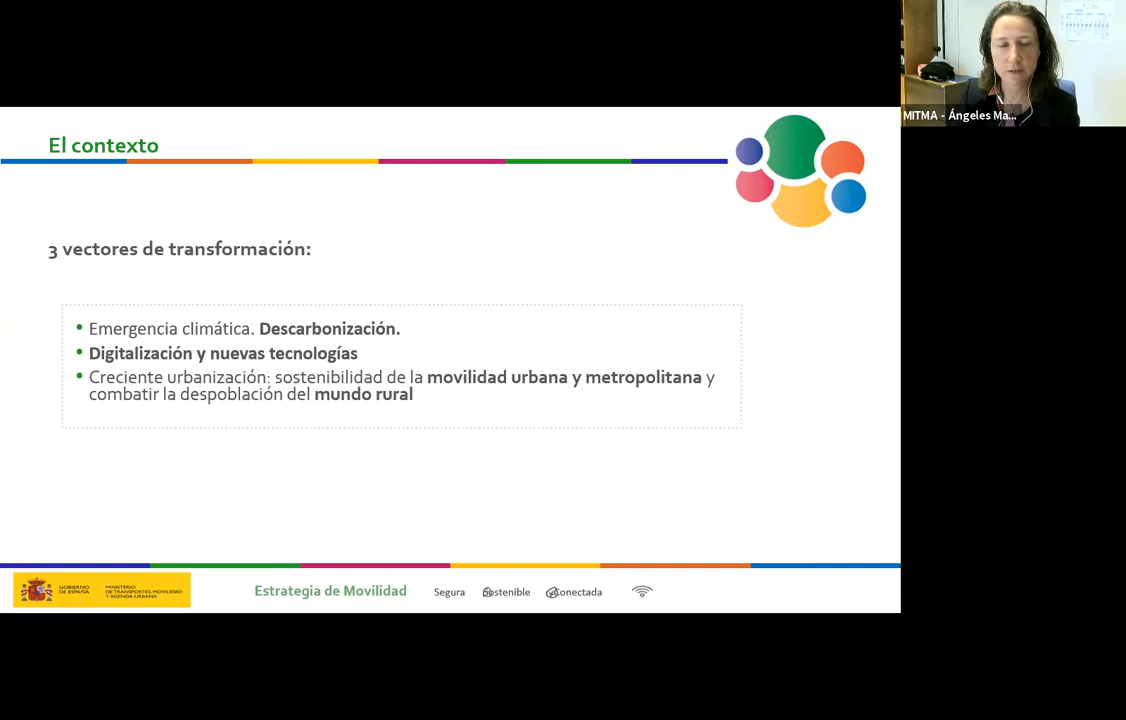 El contexto
MITMA - Ángeles Ma...
3 vectores de transformación:
• Emergencia climática. Descarbonización.
• Digitalización y nuevas tecnologías
• Creciente urbanización: sostenibilidad de la movilidad urbana y metropolitana y
combatir la despoblación del mundo rural
GOBIERNO
DE ESPAÑA
MINISTERIO
DE TRANSPORTES, MOVILIDAD
Y AGENDA URBANA
Estrategia de Movilidad
Segura
Sostenible
Conectada